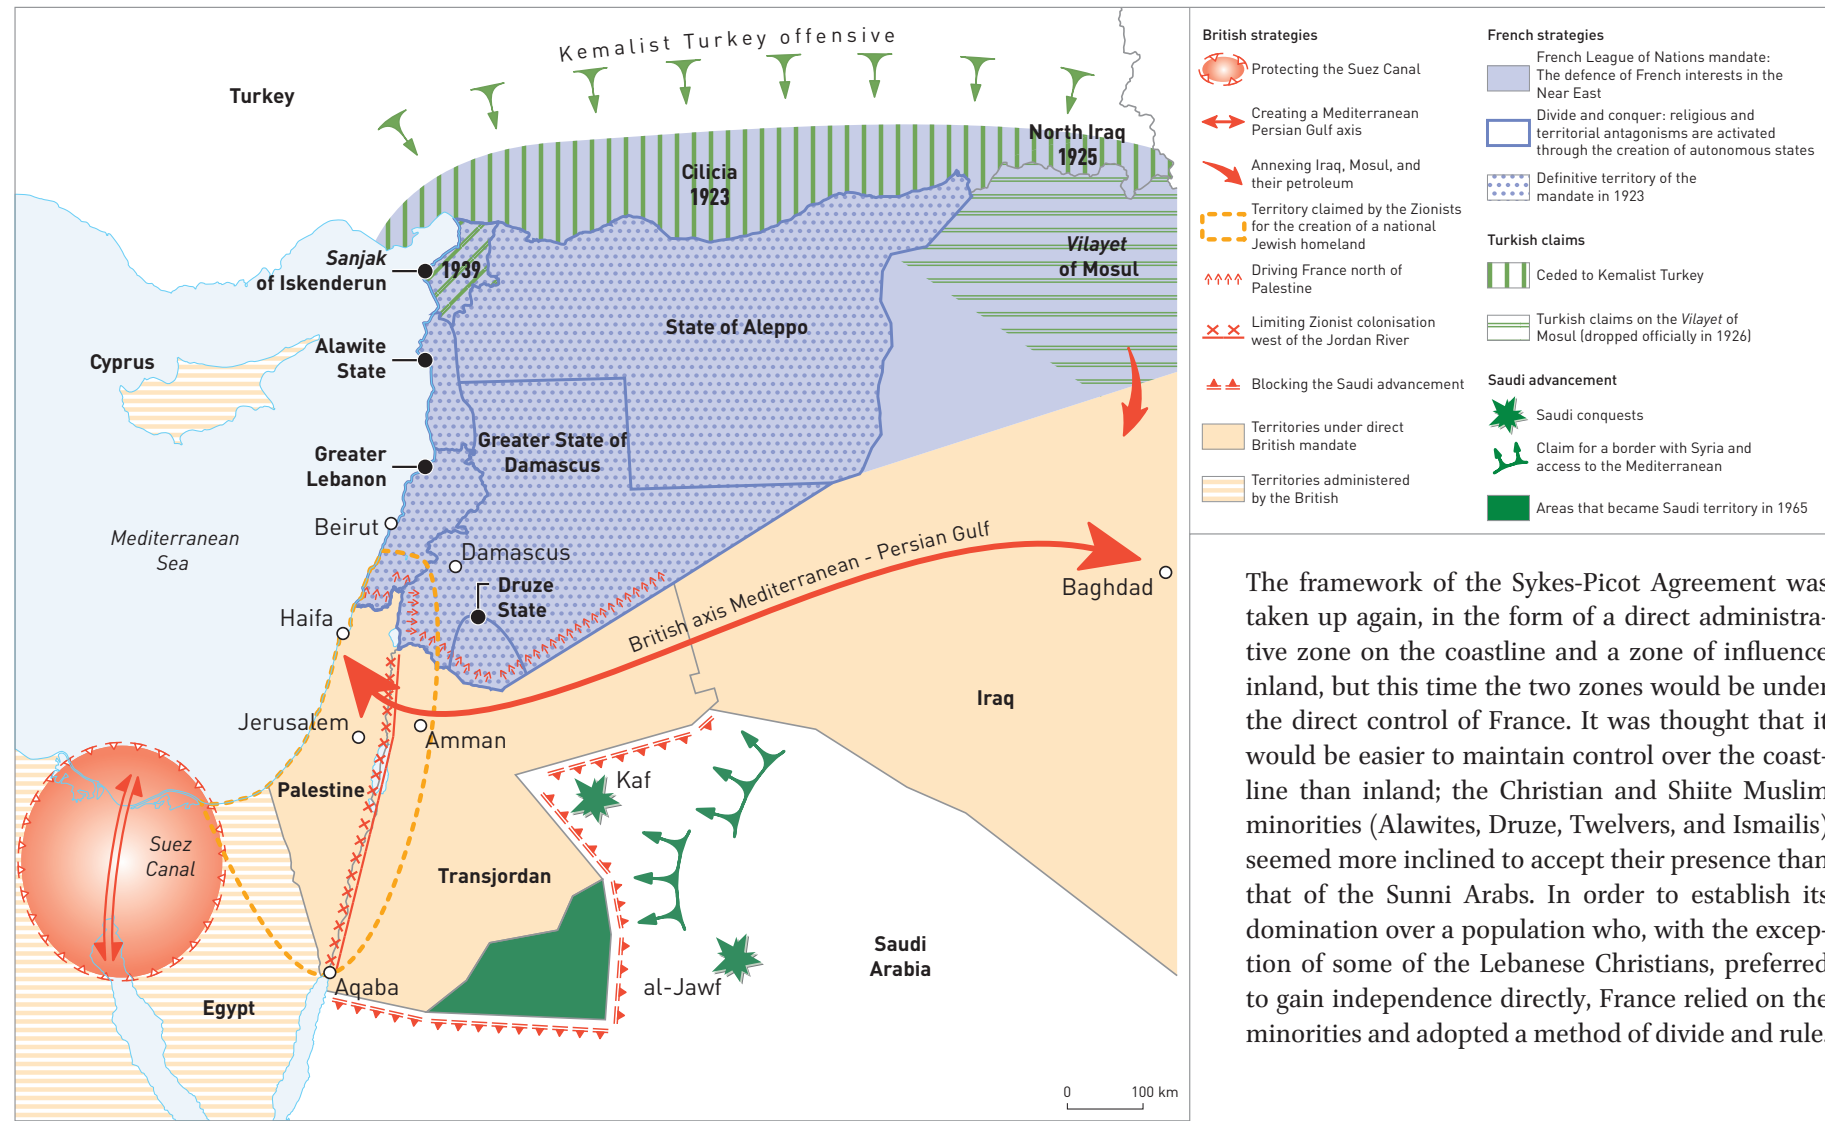 Kemalist Turkey offensive
Turkey
North Iraq
1925
Cilicia
1923
Sanjak
of Iskenderun
1939
Vilayet
of Mosul
State of Aleppo
Alawite
State
Cyprus
Greater State of
Damascus
Greater
Lebanon
Beirut
Mediterranean
Sea
Damascus
Druze
State
British axis Mediterranean - Persian Gulf
Baghdad
Haifa
Iraq
Jerusalem
Amman
Palestine
Kaf
Suez
Canal
Transjordan
Saudi
Arabia
al-Jawf
Aqaba
Egypt
0 100 km
British strategies
Protecting the Suez Canal
Creating a Mediterranean
Persian Gulf axis
Annexing Iraq, Mosul, and
their petroleum
Territory claimed by the Zionists
for the creation of a national
Jewish homeland
Driving France north of
Palestine
Limiting Zionist colonisation
west of the Jordan River
Blocking the Saudi advancement
Territories under direct
British mandate
Territories administered
by the British
French strategies
French League of Nations mandate:
The defence of French interests in the
Near East
Divide and conquer: religious and
territorial antagonisms are activated
through the creation of autonomous states
Definitive territory of the
mandate in 1923
Turkish claims
Ceded to Kemalist Turkey
Turkish claims on the Vilayet of
Mosul (dropped officially in 1926)
Saudi advancement
Saudi conquests
Claim for a border with Syria and
access to the Mediterranean
Areas that became Saudi territory in 1965
The framework of the Sykes-Picot Agreement was
taken up again, in the form of a direct administra-
tive zone on the coastline and a zone of influence
inland, but this time the two zones would be under
the direct control of France. It was thought that it
would be easier to maintain control over the coast-
line than inland; the Christian and Shiite Muslim
minorities (Alawites, Druze, Twelvers, and Ismailis)
seemed more inclined to accept their presence than
that of the Sunni Arabs. In order to establish its
domination over a population who, with the excep-
tion of some of the Lebanese Christians, preferred
to gain independence directly, France relied on the
minorities and adopted a method of divide and rule.